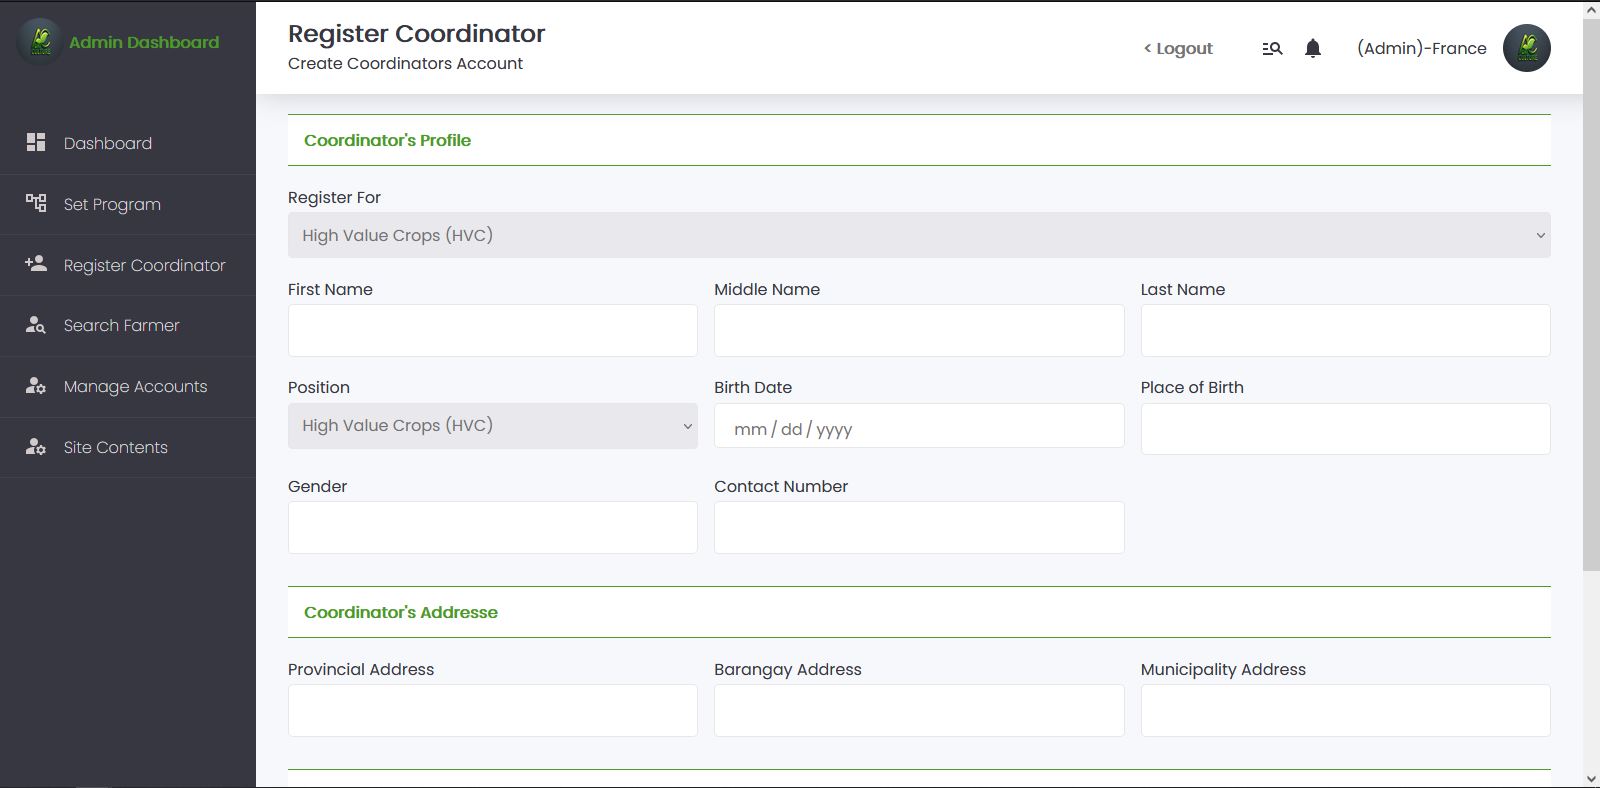 Admin Dashboard
Dashboard
Set Program
Register Coordinator
Search Farmer
Manage Accounts
Site Contents
Register Coordinator
Create Coordinators Account
< Logout
(Admin)-France
Coordinator's Profile
Register For
High Value Crops (HVC)
First Name Middle Name Last Name
Position Birth Date Place of Birth
High Value Crops (HVC) mm / dd / yyyy
Gender Contact Number
Coordinator's Addresse
Provincial Address Barangay Address Municipality Address